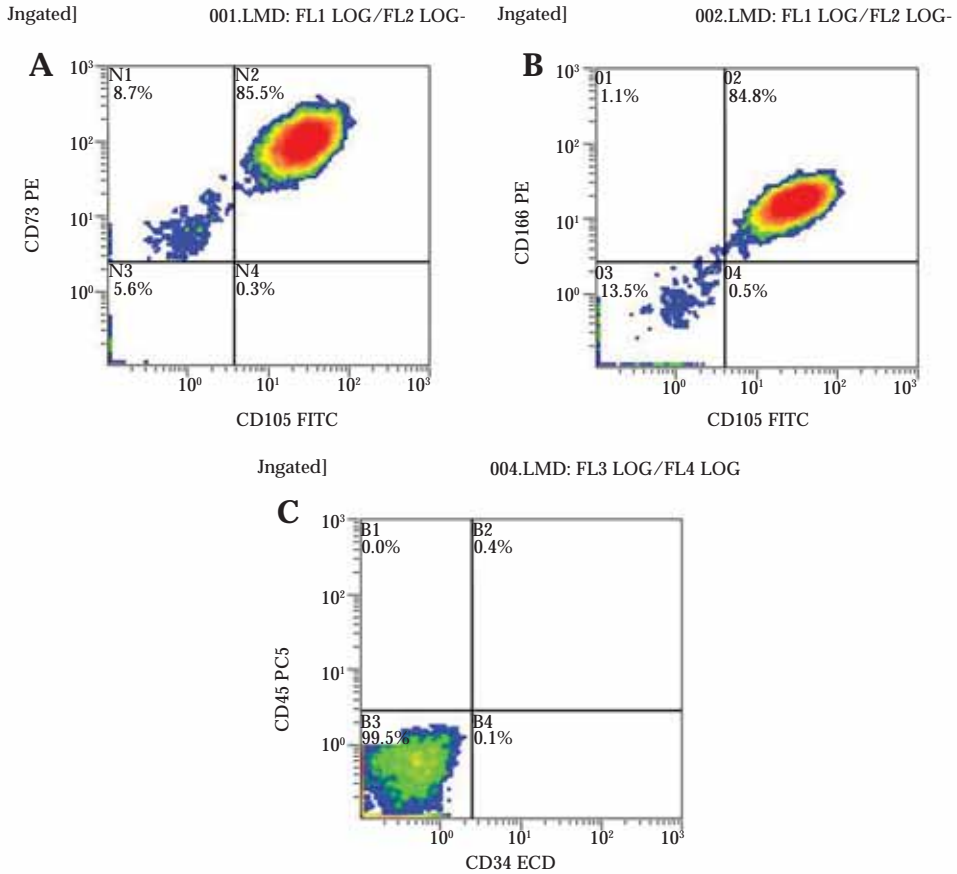 Jngated] 001.LMD: FL1 LOG/FL2 LOG-
A
10³
10²
10¹
10⁰
CD73 PE
N1
8.7%
N2
85.5%
N3
5.6%
N4
0.3%
10⁰ 10¹ 10² 10³
CD105 FITC
Jngated] 002.LMD: FL1 LOG/FL2 LOG-
B
10³
10²
10¹
10⁰
CD166 PE
01
1.1%
02
84.8%
03
13.5%
04
0.5%
10⁰ 10¹ 10² 10³
CD105 FITC
Jngated] 004.LMD: FL3 LOG/FL4 LOG
C
10³
10²
10¹
10⁰
CD45 PC5
B1
0.0%
B2
0.4%
B3
99.5%
B4
0.1%
10⁰ 10¹ 10² 10³
CD34 ECD